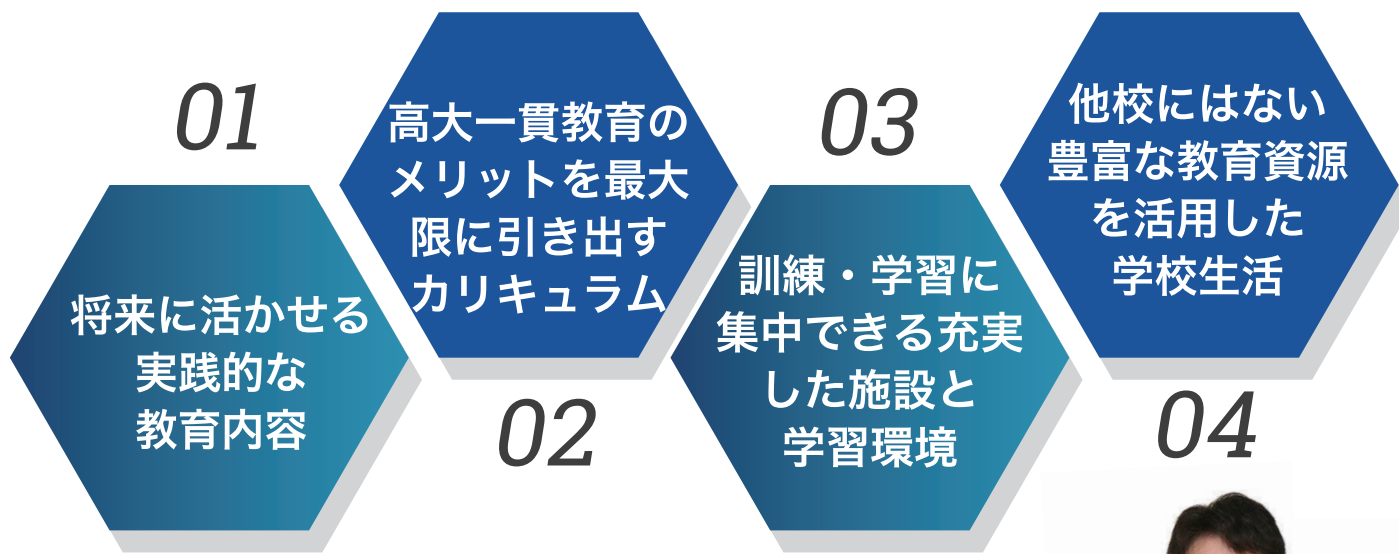 01
将来に活かせる
実践的な
教育内容
高大一貫教育の
メリットを最大
限に引き出す
カリキュラム
02
03
訓練・学習に
集中できる充実
した施設と
学習環境
他校にはない
豊富な教育資源
を活用した
学校生活
04